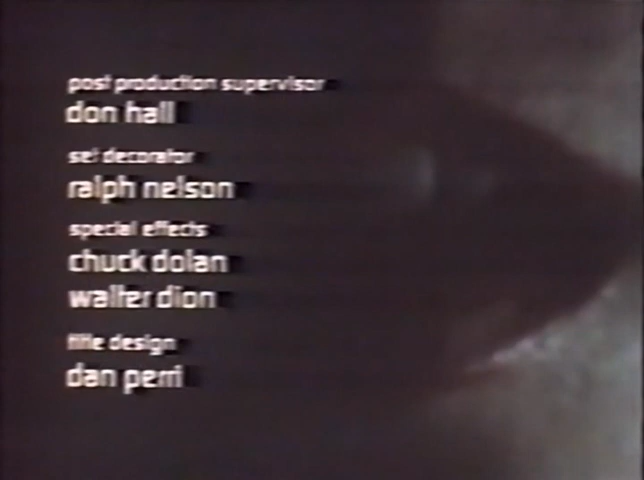 post production supervisor
don hall
set decorator
ralph nelson
special effects
chuck dolan
walter dion
title design
dan perri